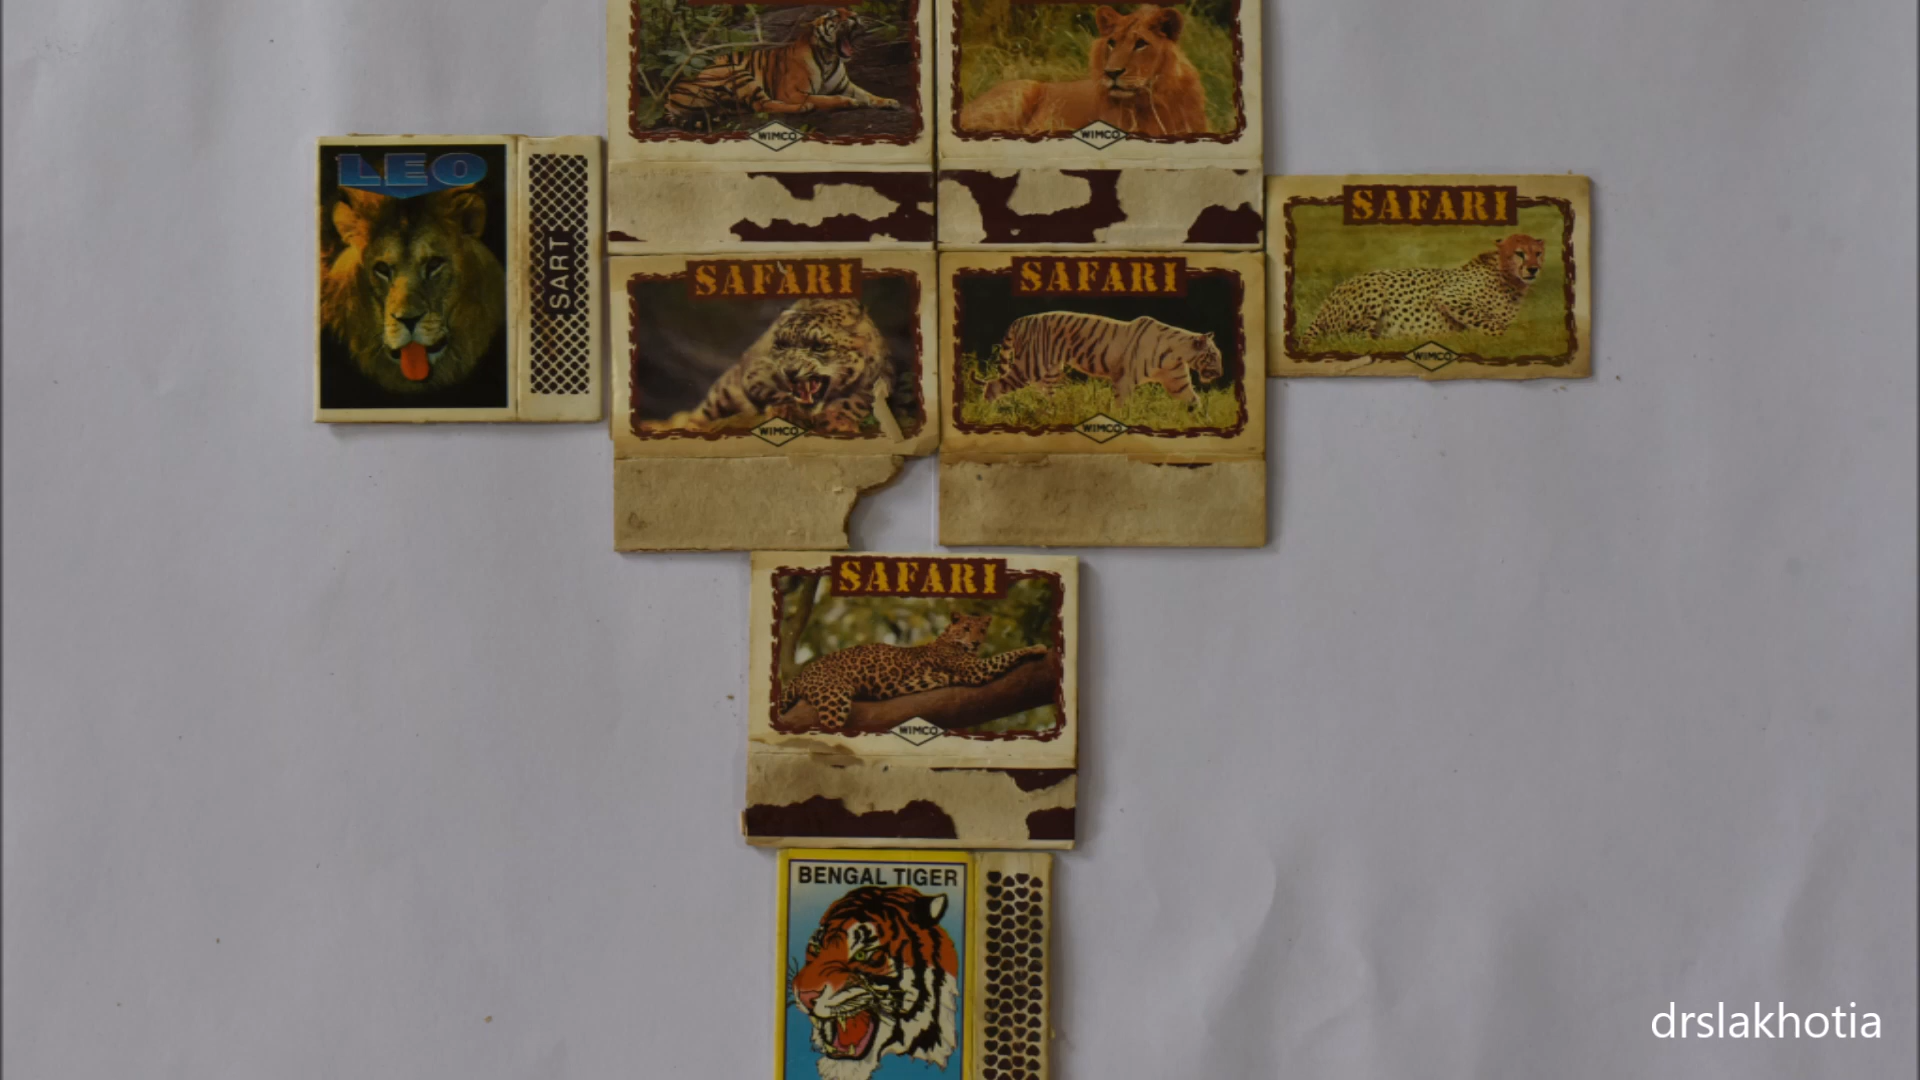 WIMCO
WIMCO
LEO
SART
SAFARI
WIMCO
SAFARI
WIMCO
SAFARI
WIMCO
SAFARI
WIMCO
BENGAL TIGER
drslakhotia